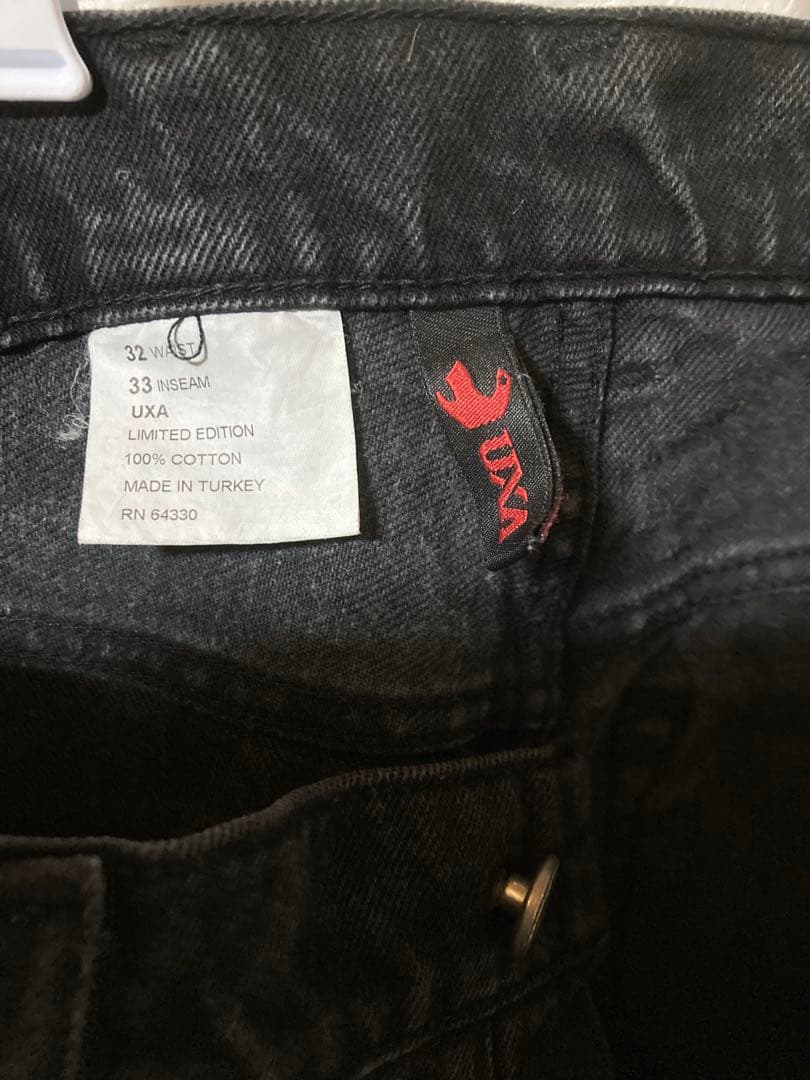 32 WAIST
33 INSEAM
UXA
LIMITED EDITION
100% COTTON
MADE IN TURKEY
RN 64330
UXA